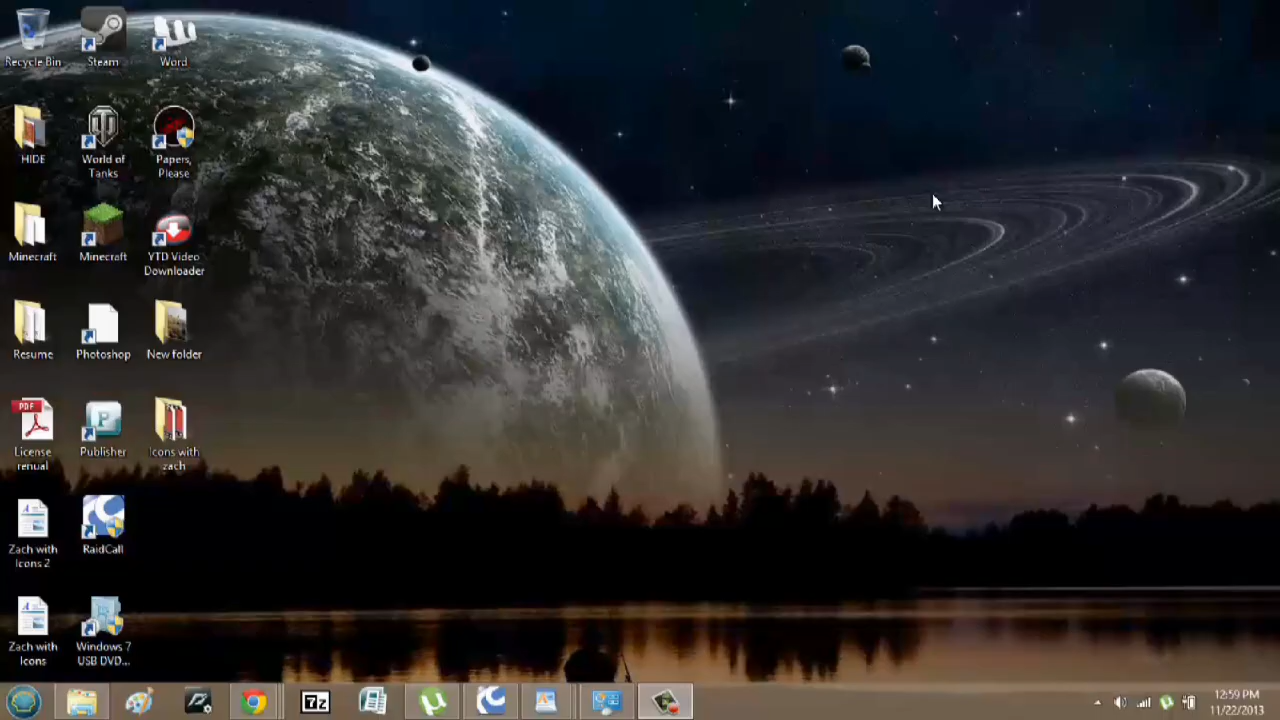 Recycle Bin
Steam
Word
HIDE
World of
Tanks
Papers,
Please
Minecraft
Minecraft
YTD Video
Downloader
Resume
Photoshop
New folder
PDF
License
renual
P
Publisher
Icons with
zach
Zach with
Icons 2
RaidCall
Zach with
Icons
Windows 7
USB DVD...
7z
12:59 PM
11/22/2013